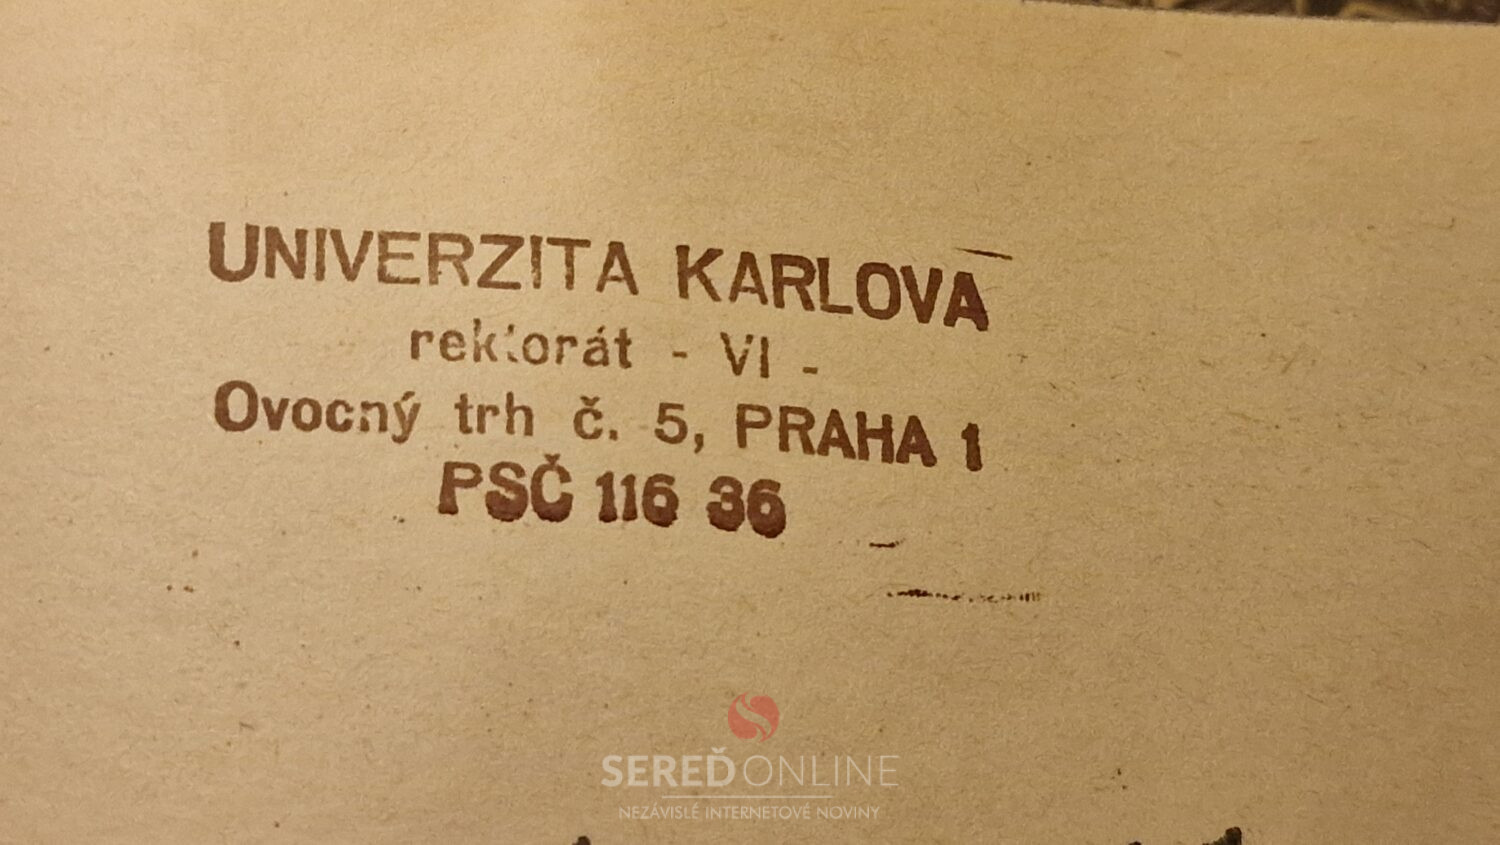 UNIVERZITA KARLOVA
rektorát - VI -
Ovocný trh č. 5, PRAHA 1
PSČ 116 36
SEREĎONLINE
NEZÁVISLÉ INTERNETOVÉ NOVINY